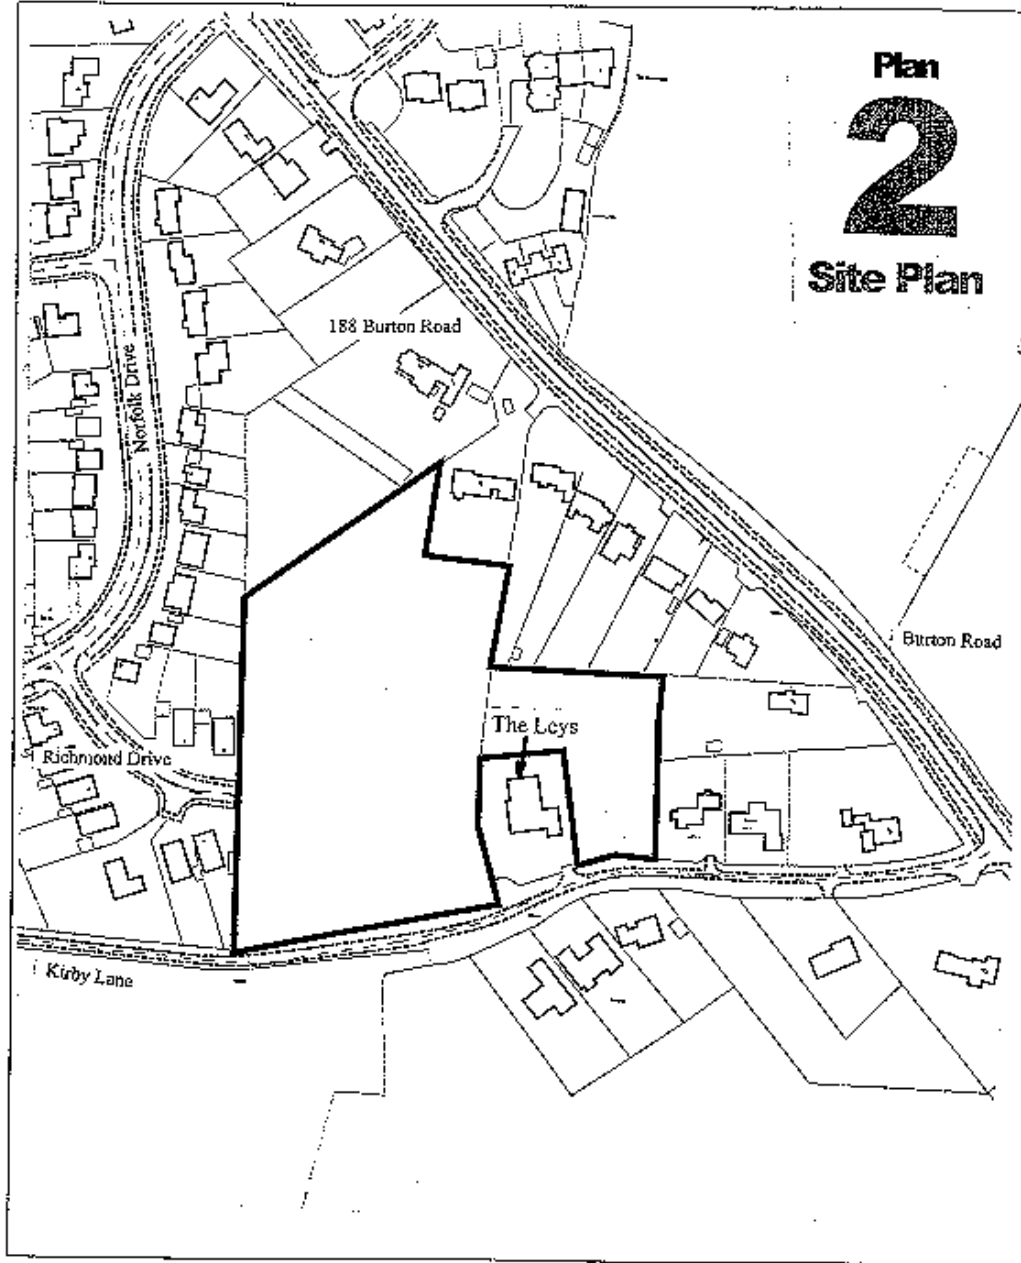 Plan
2
Site Plan
188 Burton Road
Norfolk Drive
Burton Road
The Leys
Richmond Drive
Kirby Lane